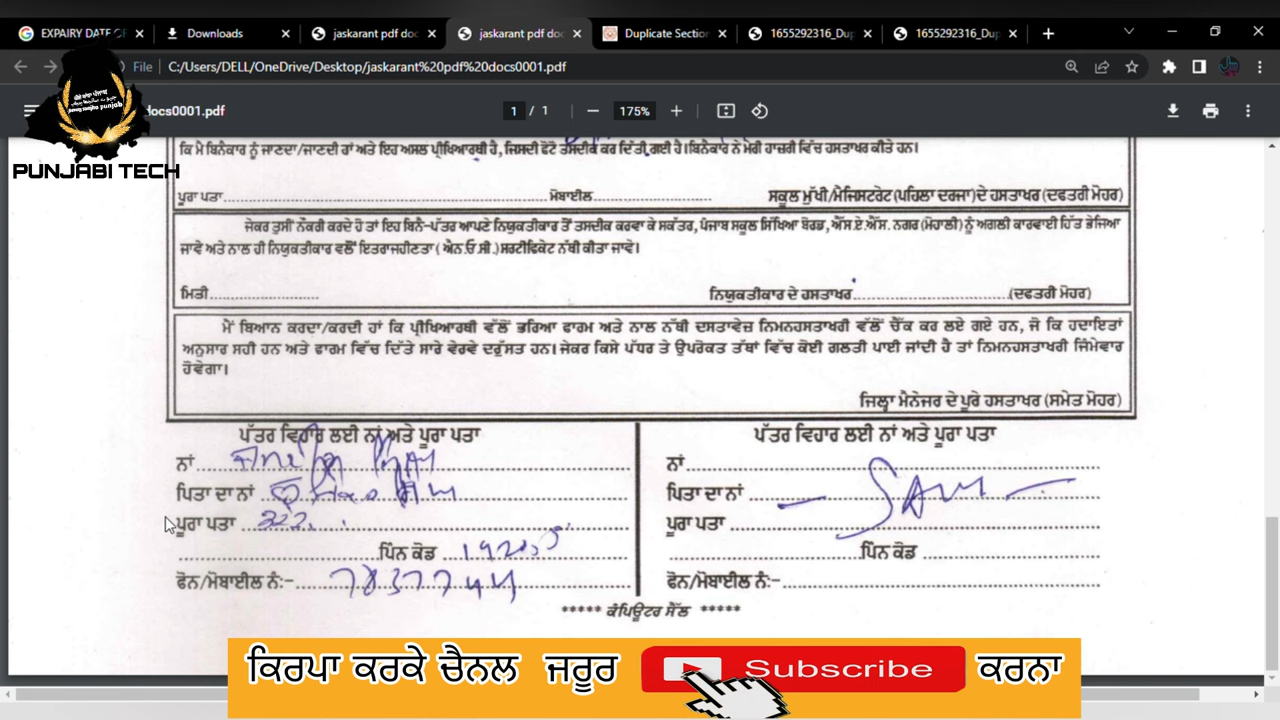 EXPAIRY DATE OF
Downloads
jaskarant pdf doc
jaskarant pdf doc
Duplicate Section
1655292316_Dup
1655292316_Dup
File C:/Users/DELL/OneDrive/Desktop/jaskarant%20pdf%20docs0001.pdf
docs0001.pdf
1 / 1
175%
PUNJABI TECH
ਕਿ ਮੈਂ ਬਿਨੈਕਾਰ ਨੂੰ ਜਾਣਦਾ/ਜਾਣਦੀ ਹਾਂ ਅਤੇ ਇਹ ਅਸਲ ਪ੍ਰੀਖਿਆਰਥੀ ਹੈ, ਜਿਸਦੀ ਫੋਟੋ ਤਸਦੀਕ ਕਰ ਦਿੱਤੀ ਗਈ ਹੈ।ਬਿਨੈਕਾਰ ਨੇ ਮੇਰੀ ਹਾਜ਼ਰੀ ਵਿੱਚ ਹਸਤਾਖਰ ਕੀਤੇ ਹਨ।
ਪੂਰਾ ਪਤਾ ਮੋਬਾਈਲ ਸਕੂਲ ਮੁੱਖੀ/ਮੈਜਿਸਟਰੇਟ (ਪਹਿਲਾ ਦਰਜਾ)ਦੇ ਹਸਤਾਖਰ (ਦਫਤਰੀ ਮੋਹਰ)
ਜੇਕਰ ਤੁਸੀਂ ਨੌਕਰੀ ਕਰਦੇ ਹੋ ਤਾਂ ਇਹ ਬਿਨੈ-ਪੱਤਰ ਆਪਣੇ ਨਿਯੁਕਤੀਕਾਰ ਤੋਂ ਤਸਦੀਕ ਕਰਵਾ ਕੇ ਸਕੱਤਰ, ਪੰਜਾਬ ਸਕੂਲ ਸਿੱਖਿਆ ਬੋਰਡ, ਐੱਸ.ਏ.ਐੱਸ. ਨਗਰ (ਮੋਹਾਲੀ) ਨੂੰ ਅਗਲੀ ਕਾਰਵਾਈ ਹਿੱਤ ਭੇਜਿਆ
ਜਾਵੇ ਅਤੇ ਨਾਲ ਹੀ ਨਿਯੁਕਤੀਕਾਰ ਵਲੋਂ ਇਤਰਾਜਹੀਣਤਾ ( ਐਨ.ਓ ਸੀ.) ਸਰਟੀਫਿਕੇਟ ਨੱਥੀ ਕੀਤਾ ਜਾਵੇ।
ਮਿਤੀ ਨਿਯੁਕਤੀਕਾਰ ਦੇ ਹਸਤਾਖਰ (ਦਫਤਰੀ ਮੋਹਰ)
ਮੈਂ ਬਿਆਨ ਕਰਦਾ/ਕਰਦੀ ਹਾਂ ਕਿ ਪ੍ਰੀਖਿਆਰਥੀ ਵੱਲੋਂ ਭਰਿਆ ਫਾਰਮ ਅਤੇ ਨਾਲ ਨੱਥੀ ਦਸਤਾਵੇਜ਼ ਨਿਮਨਹਸਤਾਖਰੀ ਵੱਲੋਂ ਚੈੱਕ ਕਰ ਲਏ ਗਏ ਹਨ, ਜੋ ਕਿ ਹਦਾਇਤਾਂ
ਅਨੁਸਾਰ ਸਹੀ ਹਨ ਅਤੇ ਫਾਰਮ ਵਿੱਚ ਦਿੱਤੇ ਸਾਰੇ ਵੇਰਵੇ ਦਰੁੱਸਤ ਹਨ। ਜੇਕਰ ਕਿਸੇ ਪੱਧਰ ਤੇ ਉਪਰੋਕਤ ਤੱਥਾਂ ਵਿੱਚ ਕੋਈ ਗਲਤੀ ਪਾਈ ਜਾਂਦੀ ਹੈ ਤਾਂ ਨਿਮਨਹਸਤਾਖਰੀ ਜਿੰਮੇਵਾਰ
ਹੋਵੇਗਾ।
ਜਿਲ੍ਹਾ ਮੈਨੇਜਰ ਦੇ ਪੂਰੇ ਹਸਤਾਖਰ (ਸਮੇਤ ਮੋਹਰ)
ਪੱਤਰ ਵਿਹਾਰ ਲਈ ਨਾਂ ਅਤੇ ਪੂਰਾ ਪਤਾ
ਨਾਂ
ਪਿਤਾ ਦਾ ਨਾਂ
ਪੂਰਾ ਪਤਾ
ਪਿੰਨ ਕੋਡ
ਫੋਨ/ਮੋਬਾਈਲ ਨੰ:-
ਪੱਤਰ ਵਿਹਾਰ ਲਈ ਨਾਂ ਅਤੇ ਪੂਰਾ ਪਤਾ
ਨਾਂ
ਪਿਤਾ ਦਾ ਨਾਂ
ਪੂਰਾ ਪਤਾ
ਪਿੰਨ ਕੋਡ
ਫੋਨ/ਮੋਬਾਈਲ ਨੰ:-
***** ਕੰਪਿਊਟਰ ਸੈੱਲ *****
ਕਿਰਪਾ ਕਰਕੇ ਚੈਨਲ ਜਰੂਰ Subscribe ਕਰਨਾ